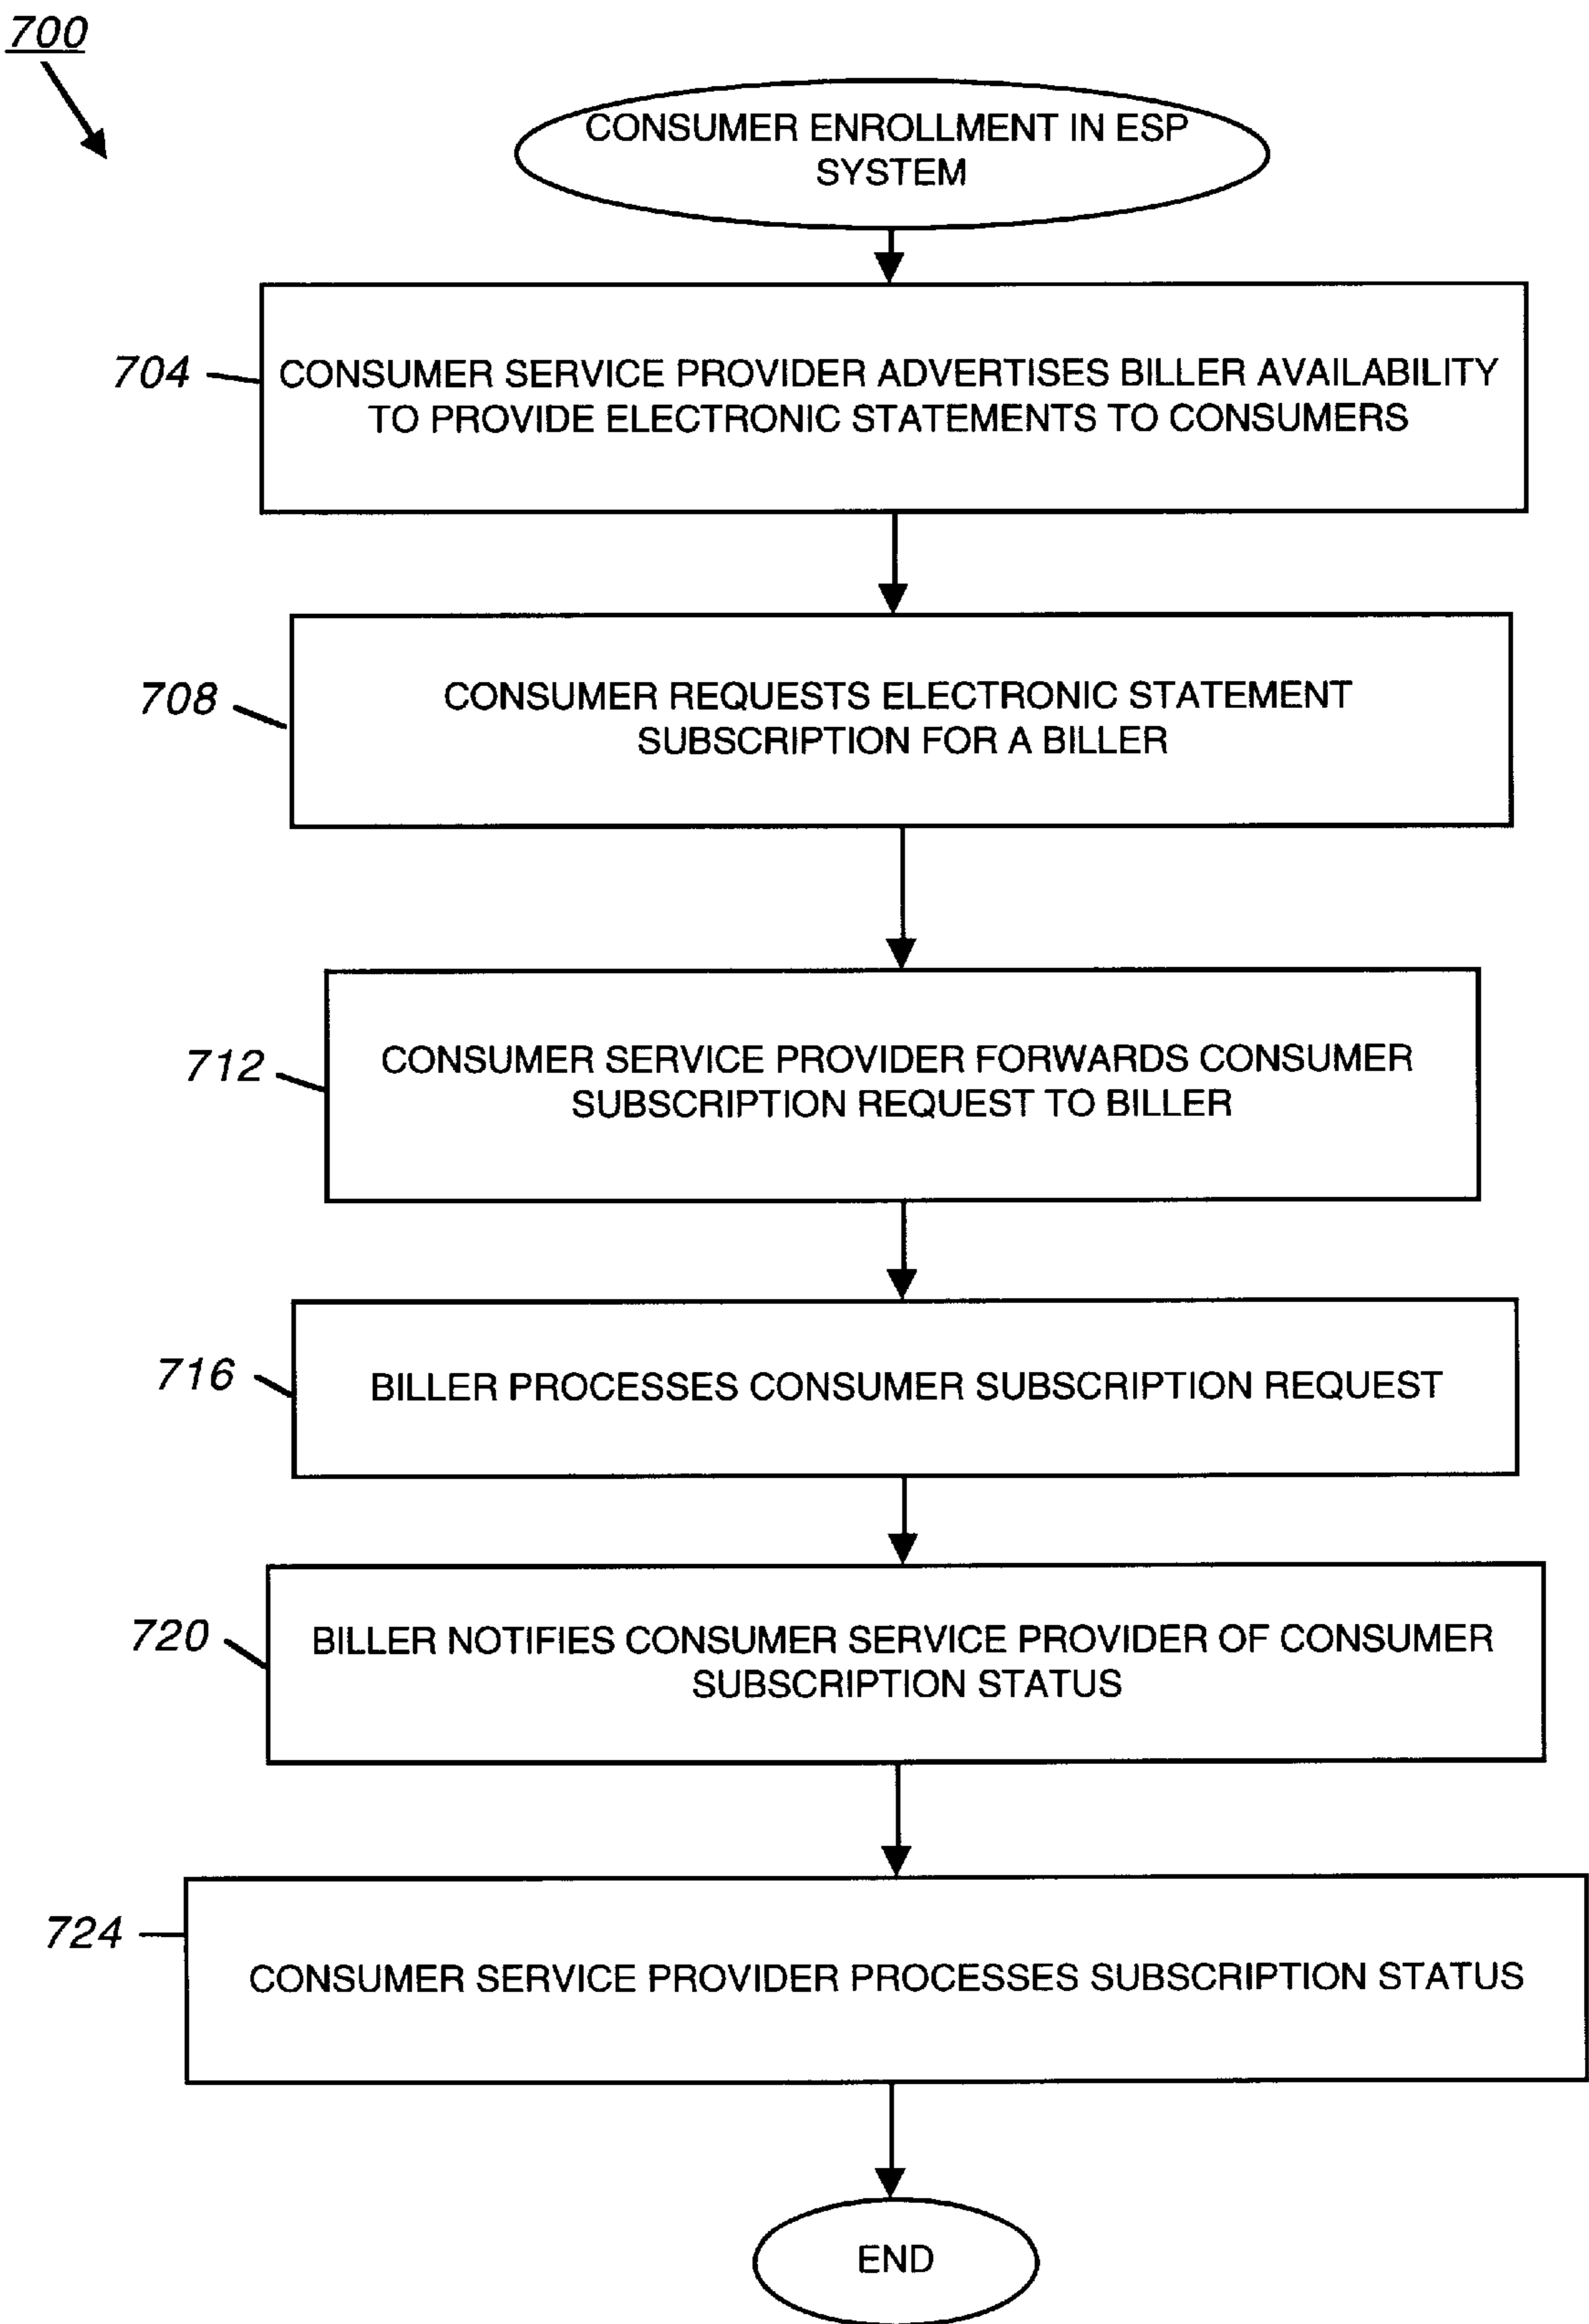 700
CONSUMER ENROLLMENT IN ESP
SYSTEM
704
CONSUMER SERVICE PROVIDER ADVERTISES BILLER AVAILABILITY
TO PROVIDE ELECTRONIC STATEMENTS TO CONSUMERS
708
CONSUMER REQUESTS ELECTRONIC STATEMENT
SUBSCRIPTION FOR A BILLER
712
CONSUMER SERVICE PROVIDER FORWARDS CONSUMER
SUBSCRIPTION REQUEST TO BILLER
716
BILLER PROCESSES CONSUMER SUBSCRIPTION REQUEST
720
BILLER NOTIFIES CONSUMER SERVICE PROVIDER OF CONSUMER
SUBSCRIPTION STATUS
724
CONSUMER SERVICE PROVIDER PROCESSES SUBSCRIPTION STATUS
END